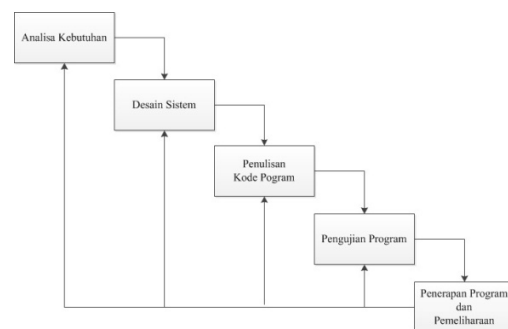 Analisa Kebutuhan
Desain Sistem
Penulisan
Kode Pogram
Pengujian Program
Penerapan Program
dan
Pemeliharaan